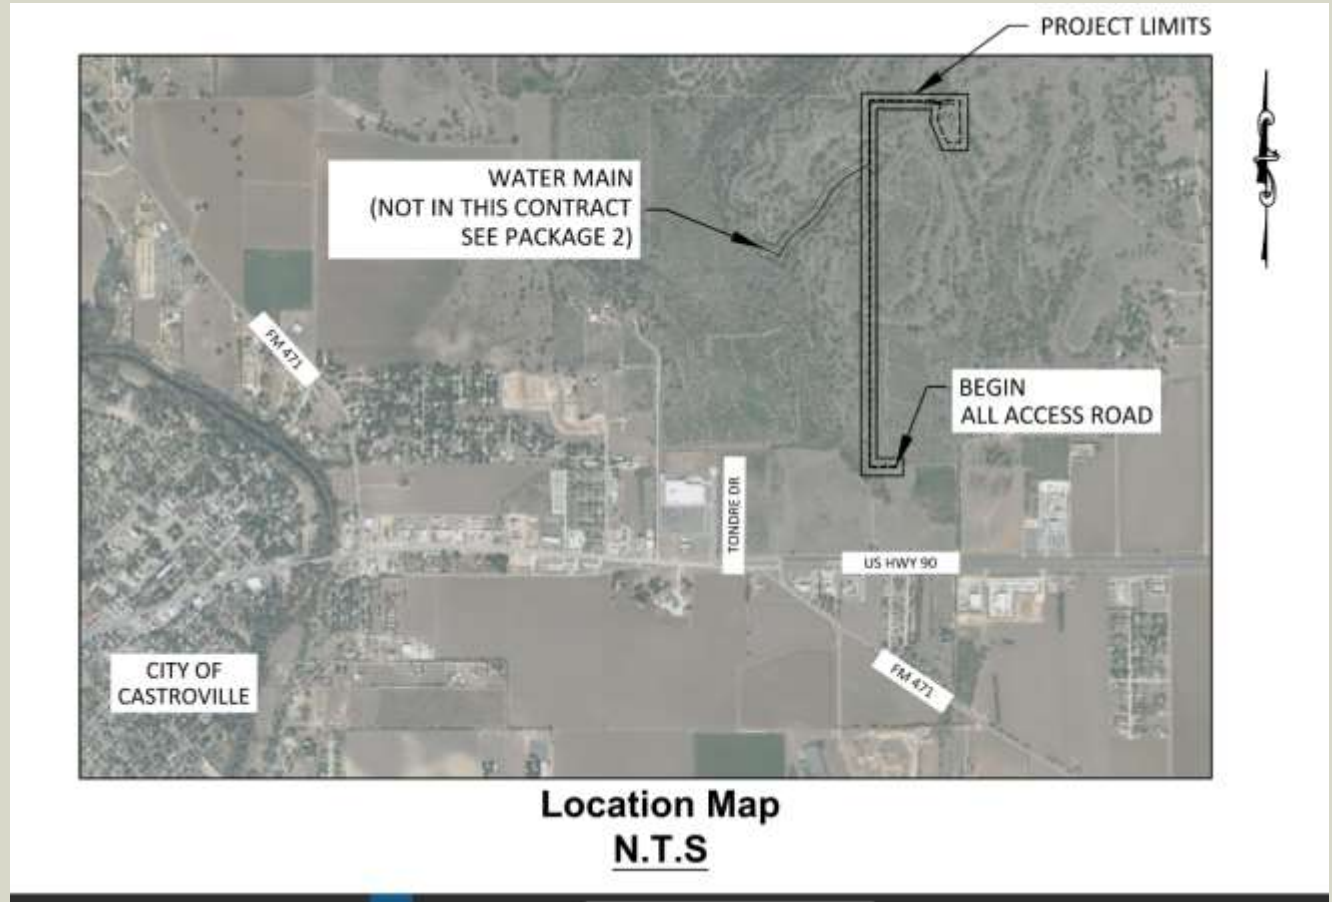 PROJECT LIMITS
WATER MAIN
(NOT IN THIS CONTRACT
SEE PACKAGE 2)
FM 471
BEGIN
ALL ACCESS ROAD
TONDRE DR
US HWY 90
CITY OF
CASTROVILLE
FM 471
Location Map
N.T.S